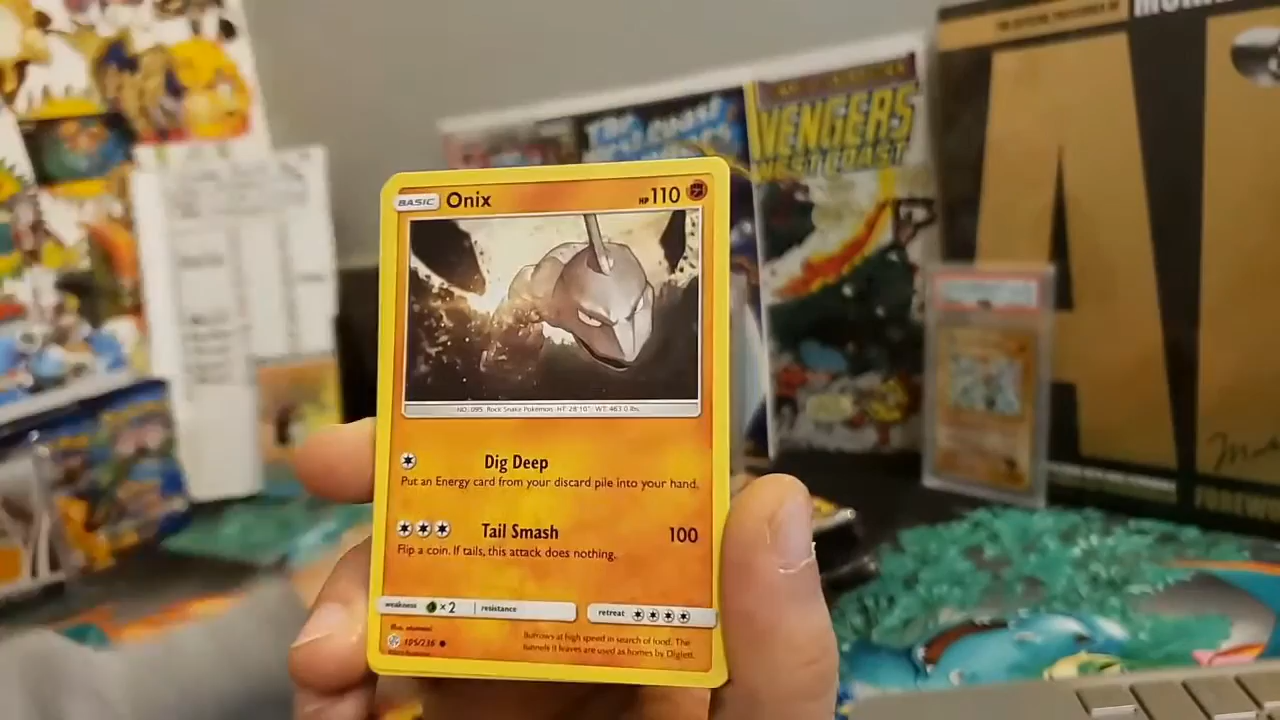 AVENGERS
WEST COAST
BASIC Onix HP 110
NO. 095 Rock Snake Pokémon HT: 28'10" WT: 463.0 lbs.
Dig Deep
Put an Energy card from your discard pile into your hand.
Tail Smash 100
Flip a coin. If tails, this attack does nothing.
weakness ×2 resistance
retreat
105/236
Burrows at high speed in search of food. The
tunnels it leaves are used as homes by Diglett.
FOREWO